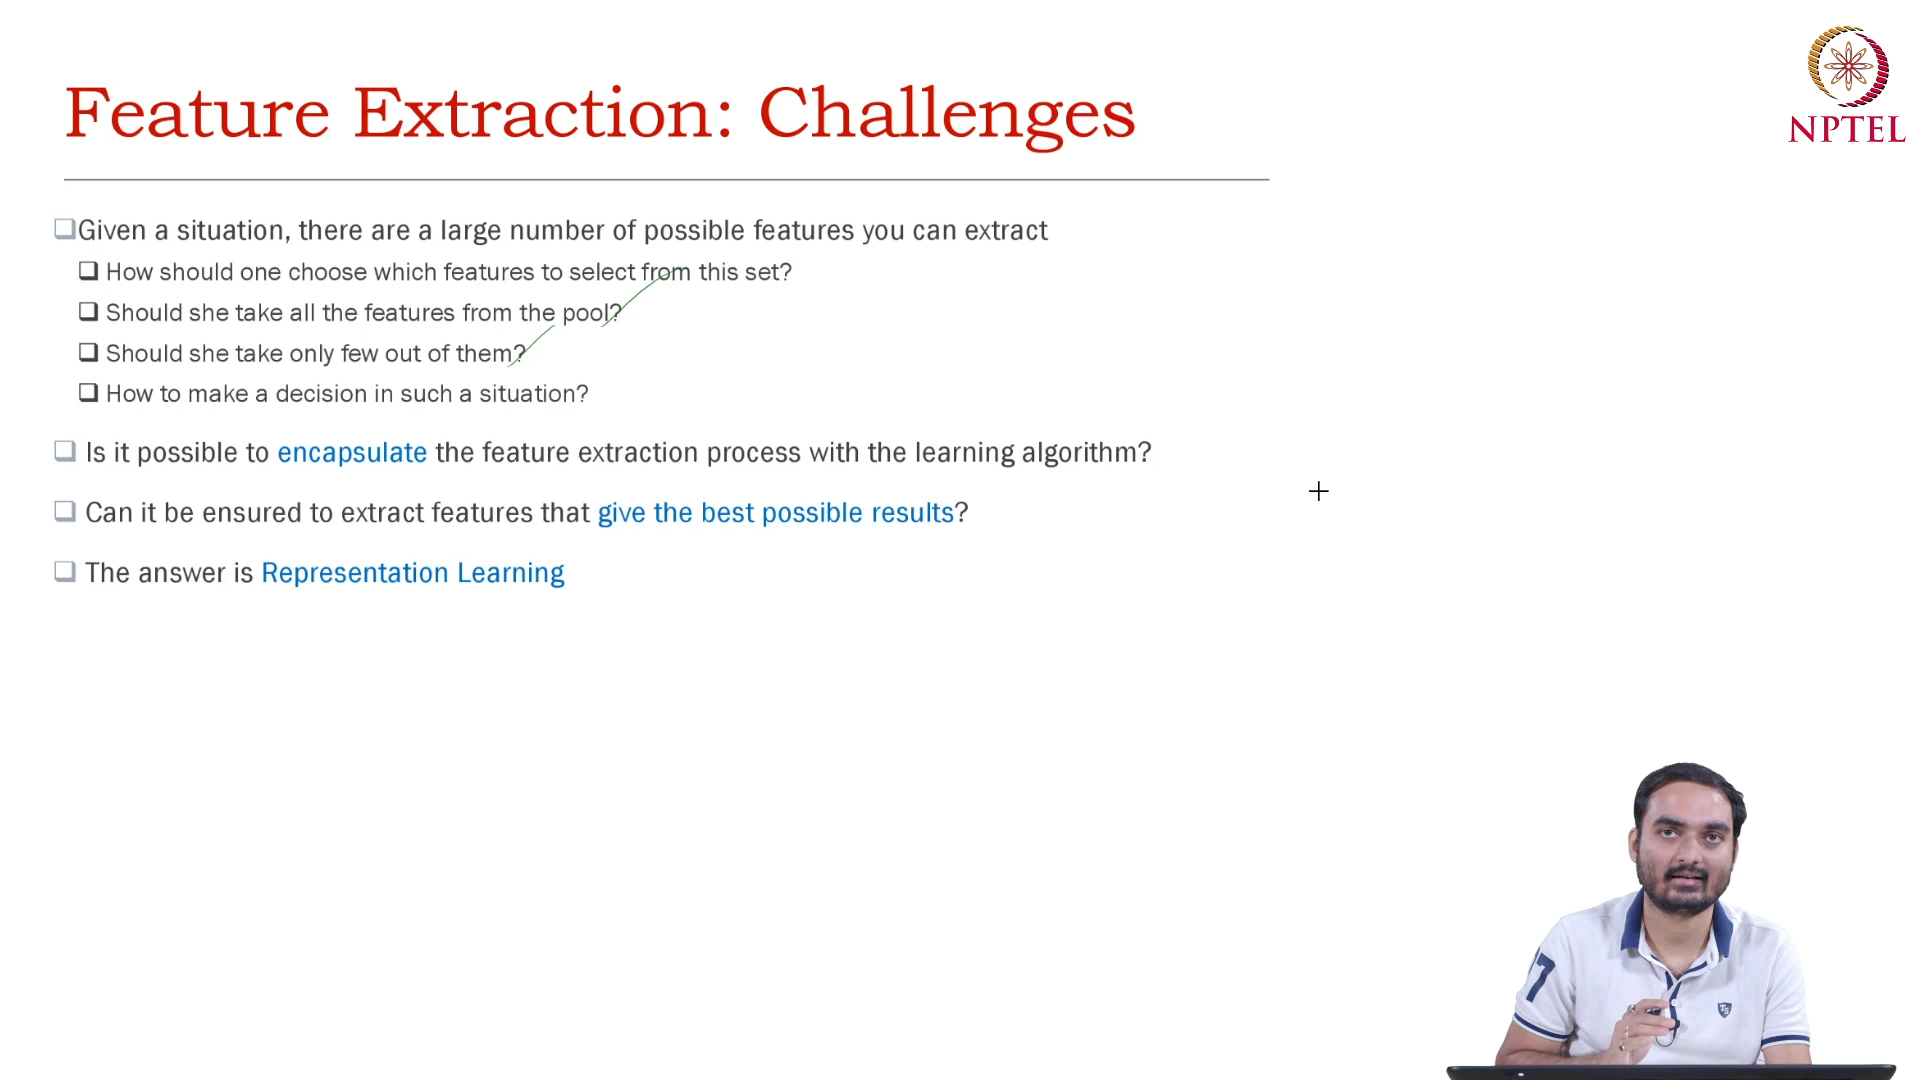 Feature Extraction: Challenges
NPTEL
Given a situation, there are a large number of possible features you can extract
How should one choose which features to select from this set?
Should she take all the features from the pool?
Should she take only few out of them?
How to make a decision in such a situation?
Is it possible to encapsulate the feature extraction process with the learning algorithm?
Can it be ensured to extract features that give the best possible results?
The answer is Representation Learning
7